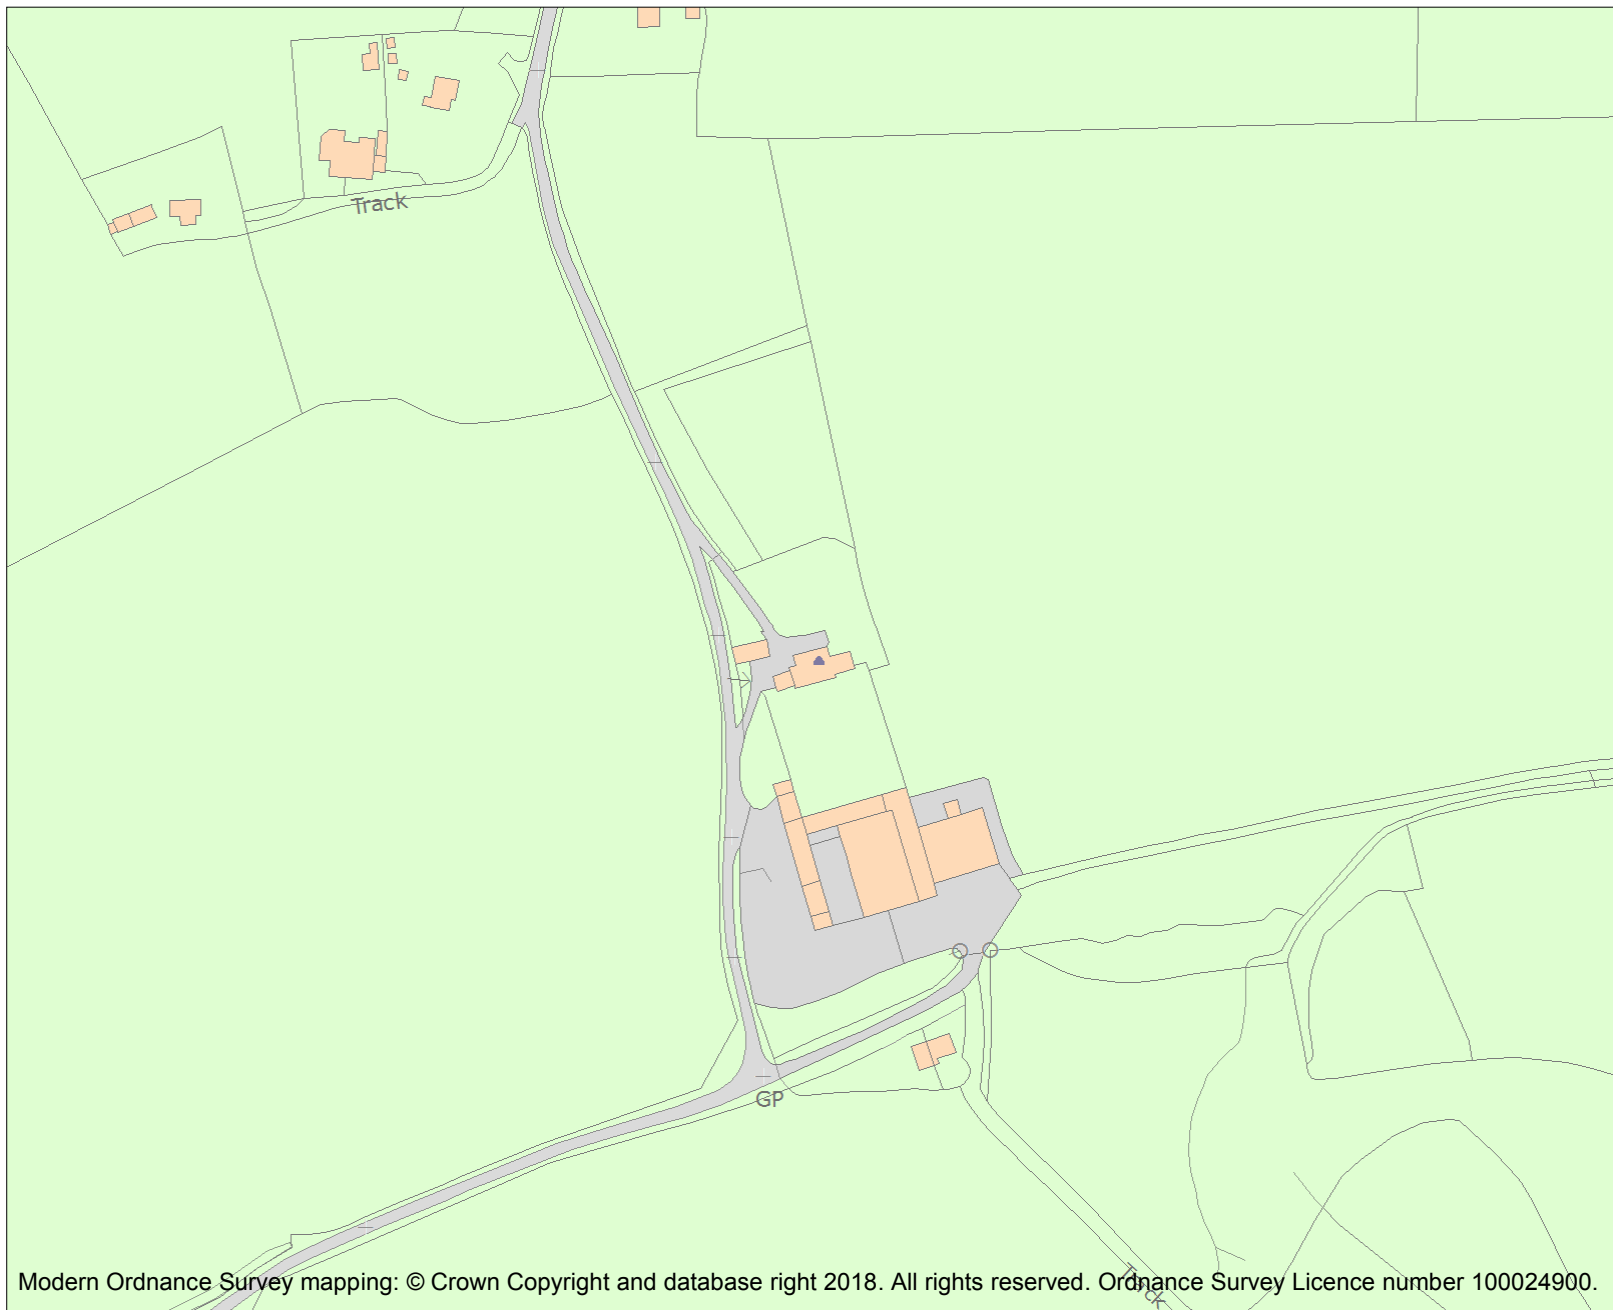 Track
GP
Track
Modern Ordnance Survey mapping: © Crown Copyright and database right 2018. All rights reserved. Ordnance Survey Licence number 100024900.